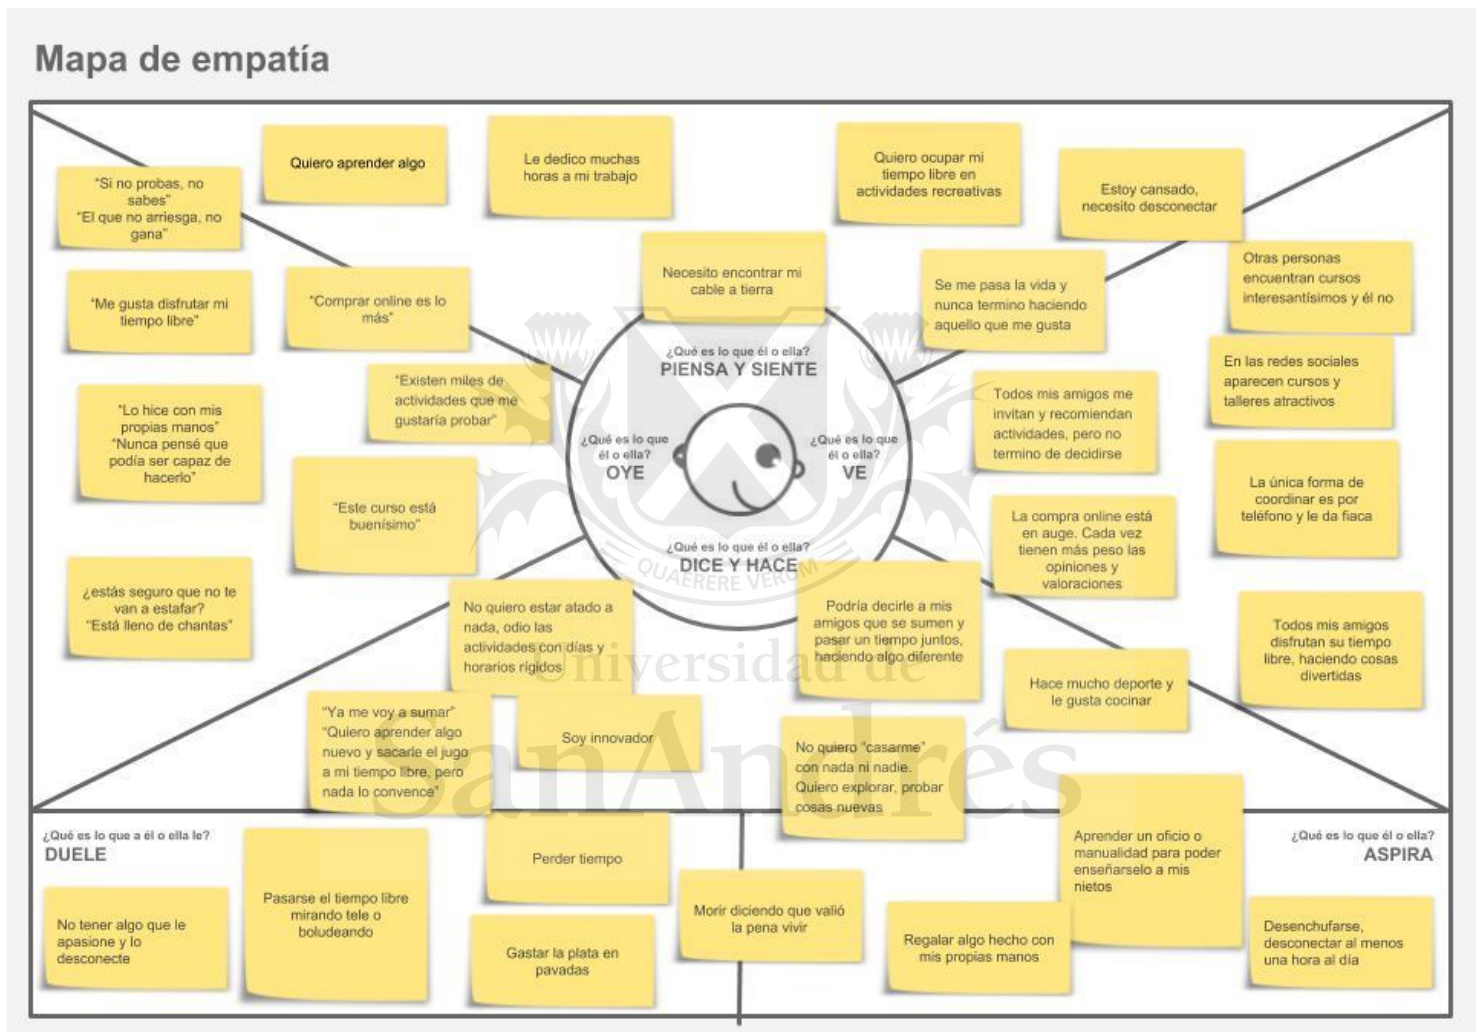 Mapa de empatía
Quiero aprender algo
Le dedico muchas
horas a mi trabajo
Quiero ocupar mi
tiempo libre en
actividades recreativas
Estoy cansado,
necesito desconectar
Necesito encontrar mi
cable a tierra
Se me pasa la vida y
nunca termino haciendo
aquello que me gusta
¿Qué es lo que él o ella?
PIENSA Y SIENTE
"Si no probas, no
sabes"
"El que no arriesga, no
gana"
"Me gusta disfrutar mi
tiempo libre"
"Comprar online es lo
más"
"Existen miles de
actividades que me
gustaría probar"
"Lo hice con mis
propias manos"
"Nunca pensé que
podía ser capaz de
hacerlo"
"Este curso está
buenísimo"
¿estás seguro que no te
van a estafar?
"Está lleno de chantas"
¿Qué es lo que
él o ella?
OYE
¿Qué es lo que
él o ella?
VE
Otras personas
encuentran cursos
interesantísimos y él no
En las redes sociales
aparecen cursos y
talleres atractivos
Todos mis amigos me
invitan y recomiendan
actividades, pero no
termino de decidirse
La única forma de
coordinar es por
teléfono y le da fiaca
La compra online está
en auge. Cada vez
tienen más peso las
opiniones y
valoraciones
Todos mis amigos
disfrutan su tiempo
libre, haciendo cosas
divertidas
¿Qué es lo que él o ella?
DICE Y HACE
QUAERERE VERUM
Universidad de
SanAndrés
No quiero estar atado a
nada, odio las
actividades con días y
horarios rígidos
Podría decirle a mis
amigos que se sumen y
pasar un tiempo juntos,
haciendo algo diferente
Hace mucho deporte y
le gusta cocinar
"Ya me voy a sumar"
"Quiero aprender algo
nuevo y sacarle el jugo
a mi tiempo libre, pero
nada lo convence"
Soy innovador
No quiero "casarme"
con nada ni nadie.
Quiero explorar, probar
cosas nuevas
¿Qué es lo que a él o ella le?
DUELE
No tener algo que le
apasione y lo
desconecte
Pasarse el tiempo libre
mirando tele o
boludeando
Perder tiempo
Gastar la plata en
pavadas
¿Qué es lo que él o ella?
ASPIRA
Morir diciendo que valió
la pena vivir
Regalar algo hecho con
mis propias manos
Aprender un oficio o
manualidad para poder
enseñarselo a mis
nietos
Desenchufarse,
desconectar al menos
una hora al día